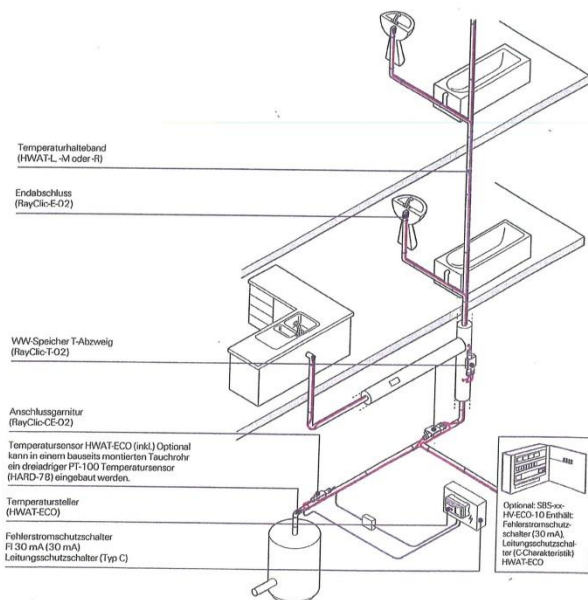 Temperaturhalteband
(HWAT-L, -M oder -R)
Endabschluss
(RayClic-E-02)
WW-Speicher T-Abzweig
(RayClic-T-02)
Anschlussgarnitur
(RayClic-CE-02)
Temperatursensor HWAT-ECO (inkl.) Optional
kann in einem bauseits montierten Tauchrohr
ein dreiadriger PT-100 Temperatursensor
(HARD-78) eingebaut werden.
Temperatursteller
(HWAT-ECO)
Fehlerstromschutzschalter
FI 30 mA (30 mA)
Leitungsschutzschalter (Typ C)
Optional: SBS-xx-
HV-ECO-10 Enthält:
Fehlerstromschutz-
schalter (30 mA),
Leitungsschutzschal-
ter (C-Charakteristik)
HWAT-ECO